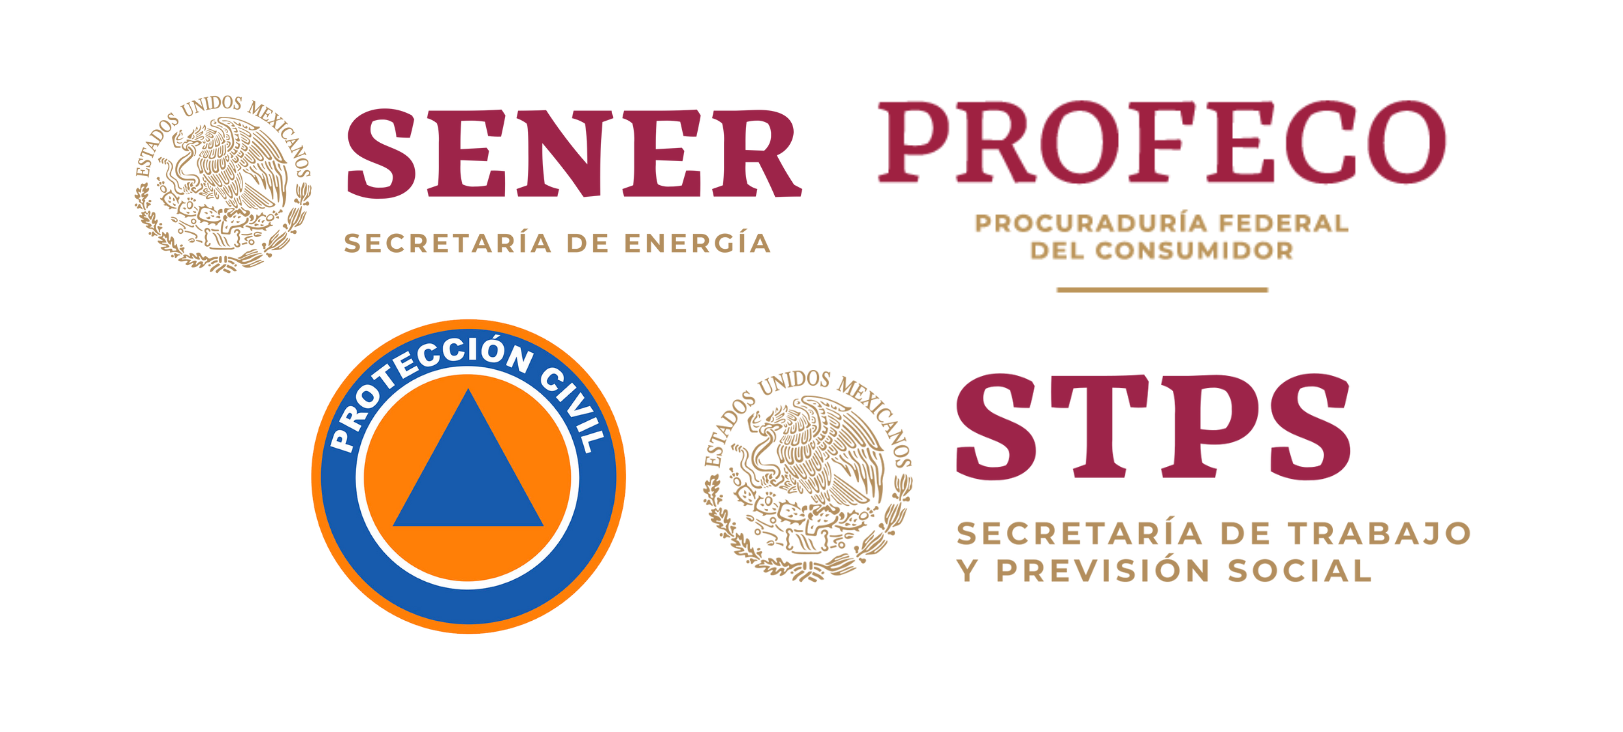 ESTADOS UNIDOS MEXICANOS
SENER
SECRETARÍA DE ENERGÍA
PROFECO
PROCURADURÍA FEDERAL
DEL CONSUMIDOR
PROTECCIÓN CIVIL
ESTADOS UNIDOS MEXICANOS
STPS
SECRETARÍA DE TRABAJO
Y PREVISIÓN SOCIAL